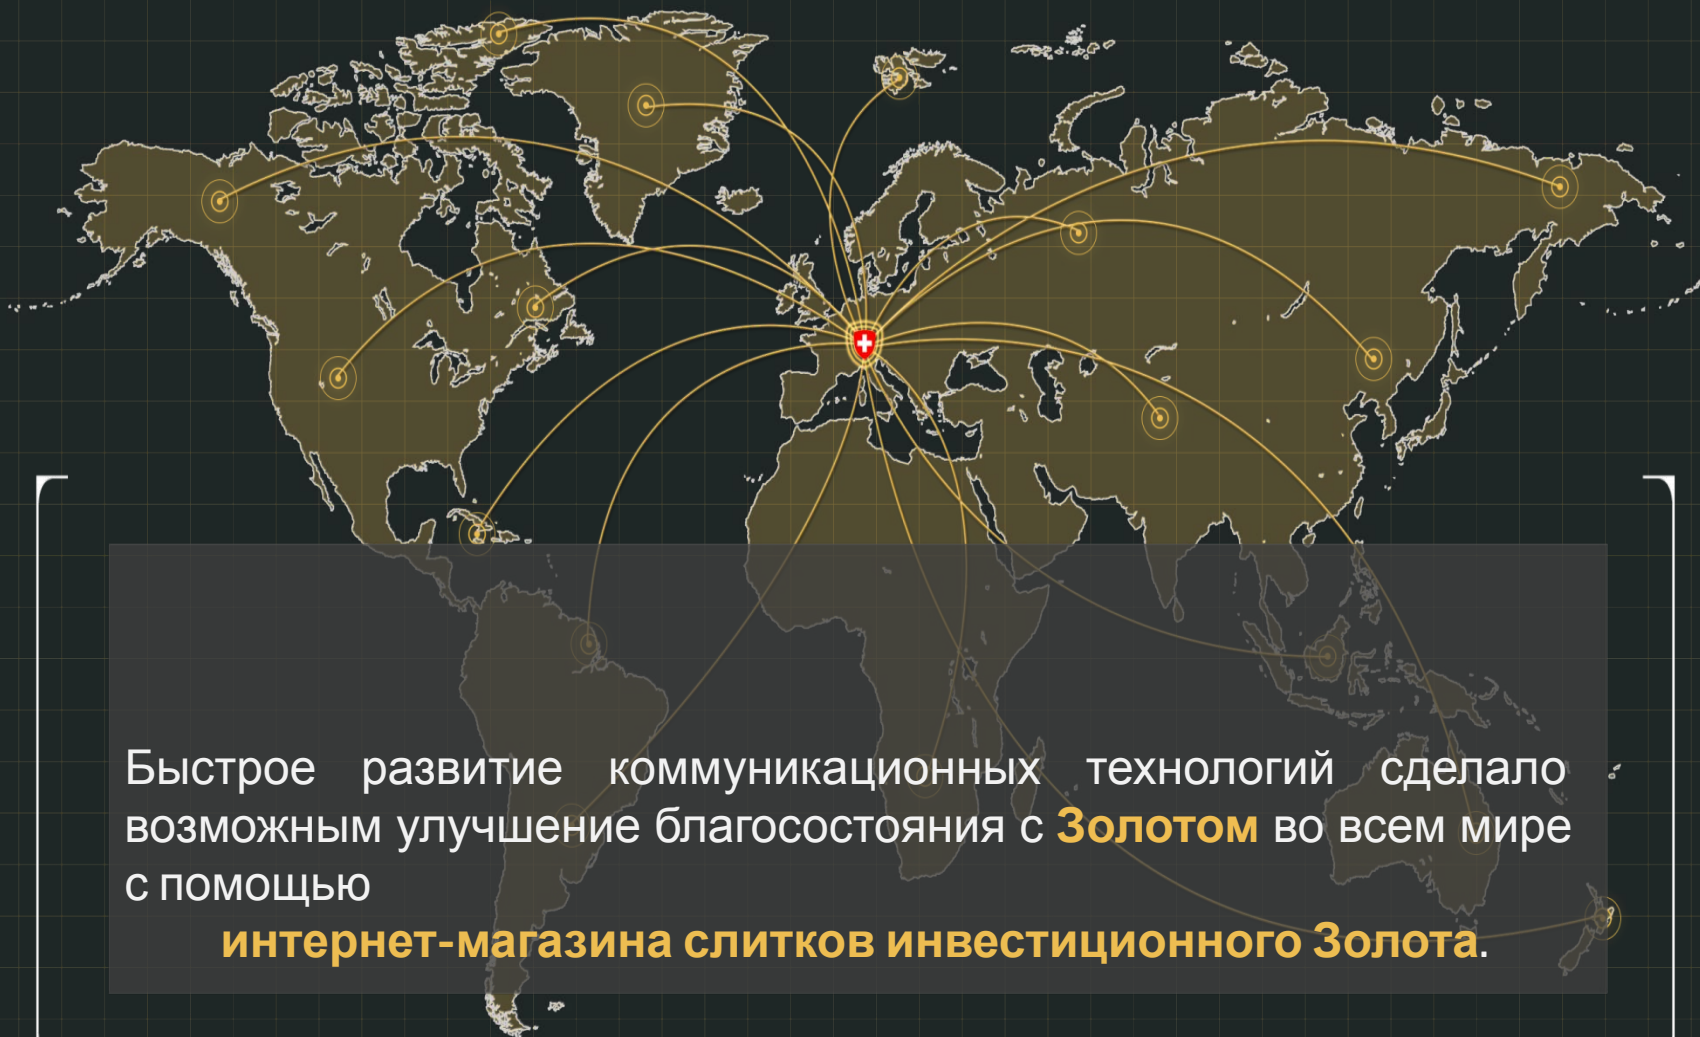 Быстрое развитие коммуникационных технологий сделало
возможным улучшение благосостояния с Золотом во всем мире
с помощью
интернет-магазина слитков инвестиционного Золота.